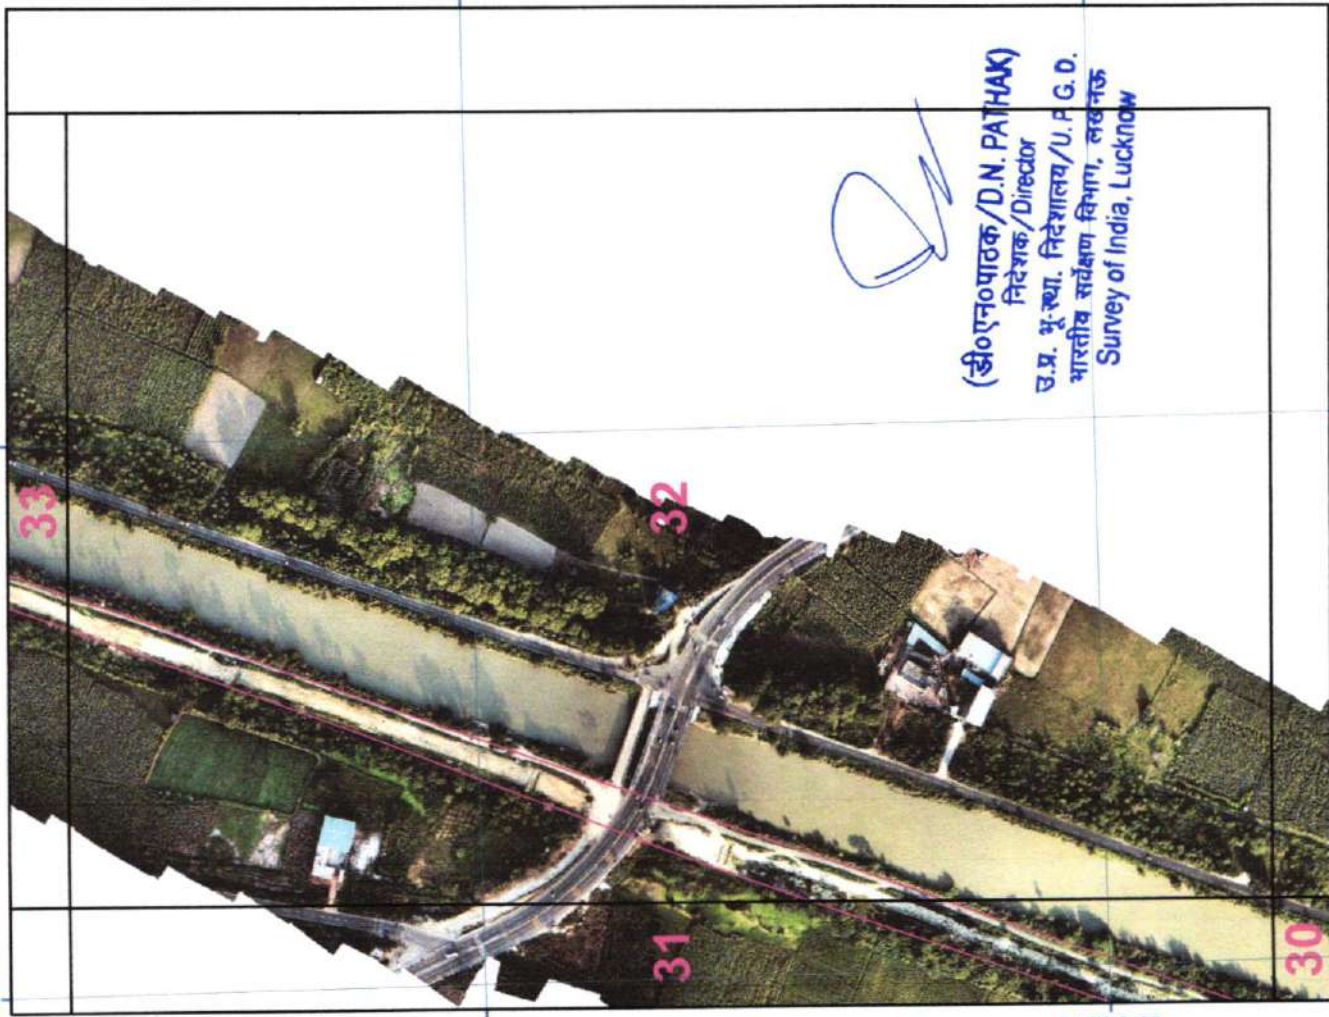 33
32
31
30
(डी०एन०पाठक/D.N. PATHAK)
निदेशक/Director
उ.प्र. भू-स्था. निदेशालय/U.P. G. D.
भारतीय सर्वेक्षण विभाग, लखनऊ
Survey of India, Lucknow